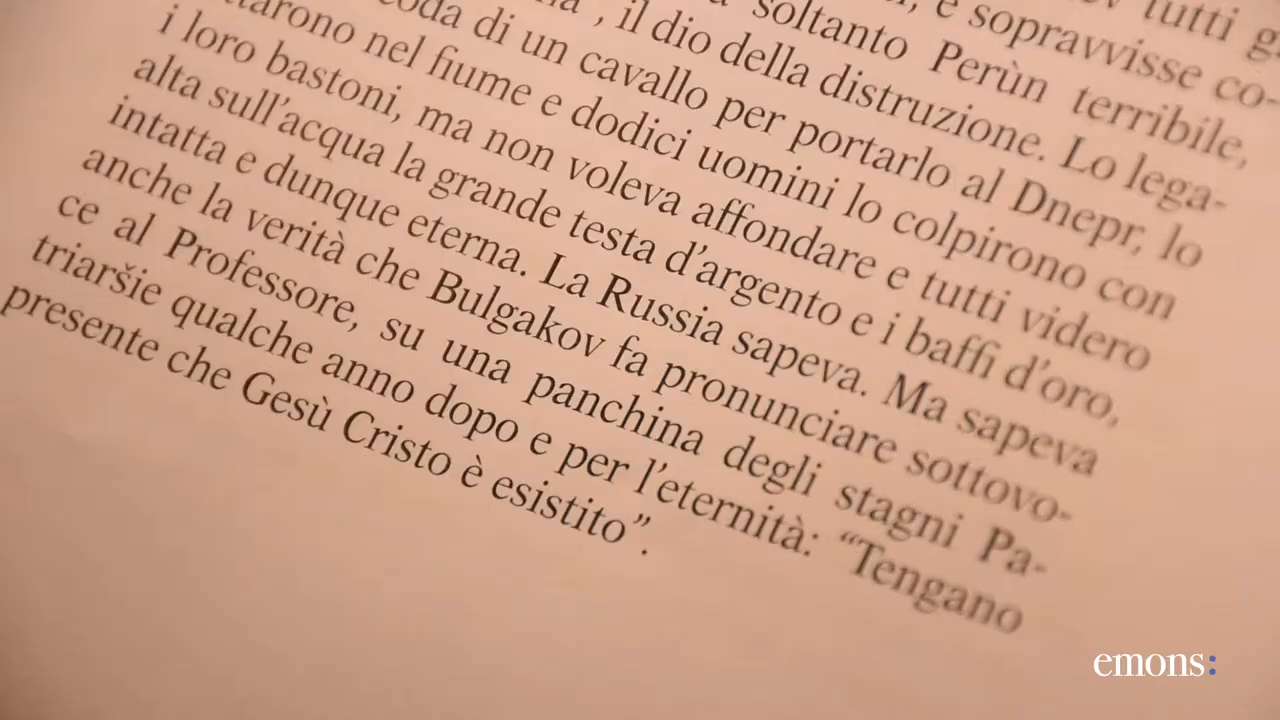 tutti
e sopravvisse co-
soltanto Perùn terribile,
, il dio della distruzione. Lo lega-
coda di un cavallo per portarlo al Dnepr, lo
nel fiume e dodici uomini lo colpirono con
i loro bastoni, ma non voleva affondare e tutti videro
alta sull’acqua la grande testa d’argento e i baffi d’oro,
intatta e dunque eterna. La Russia sapeva. Ma sapeva
anche la verità che Bulgakov fa pronunciare sottovo-
ce al Professore, su una panchina degli stagni Pa-
triaršie qualche anno dopo e per l’eternità: “Tengano
presente che Gesù Cristo è esistito”.
emons: